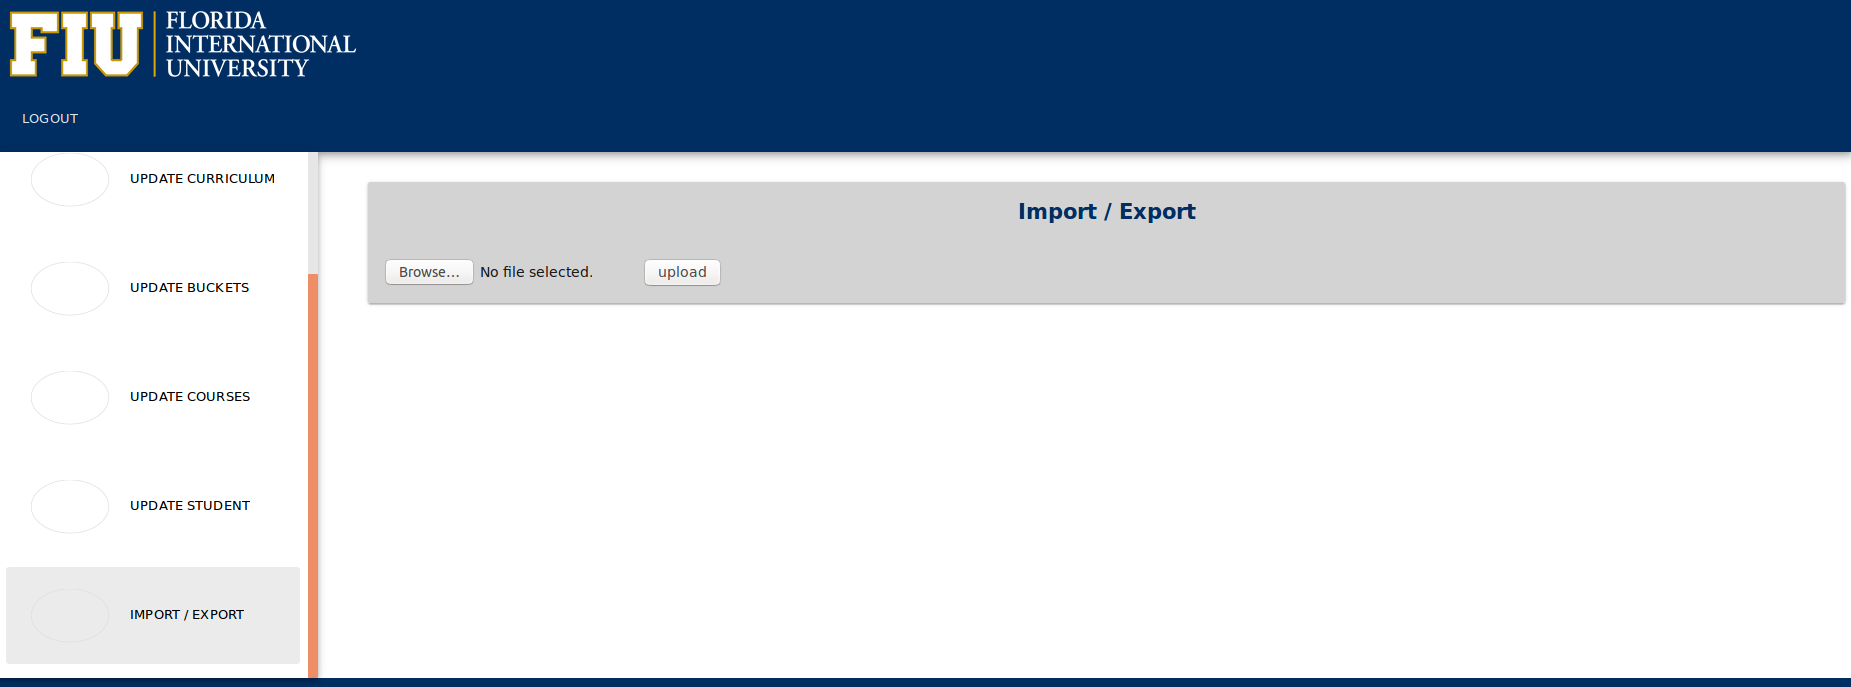 FIU
FLORIDA
INTERNATIONAL
UNIVERSITY
LOGOUT
UPDATE CURRICULUM
UPDATE BUCKETS
UPDATE COURSES
UPDATE STUDENT
IMPORT / EXPORT
Import / Export
Browse... No file selected. upload